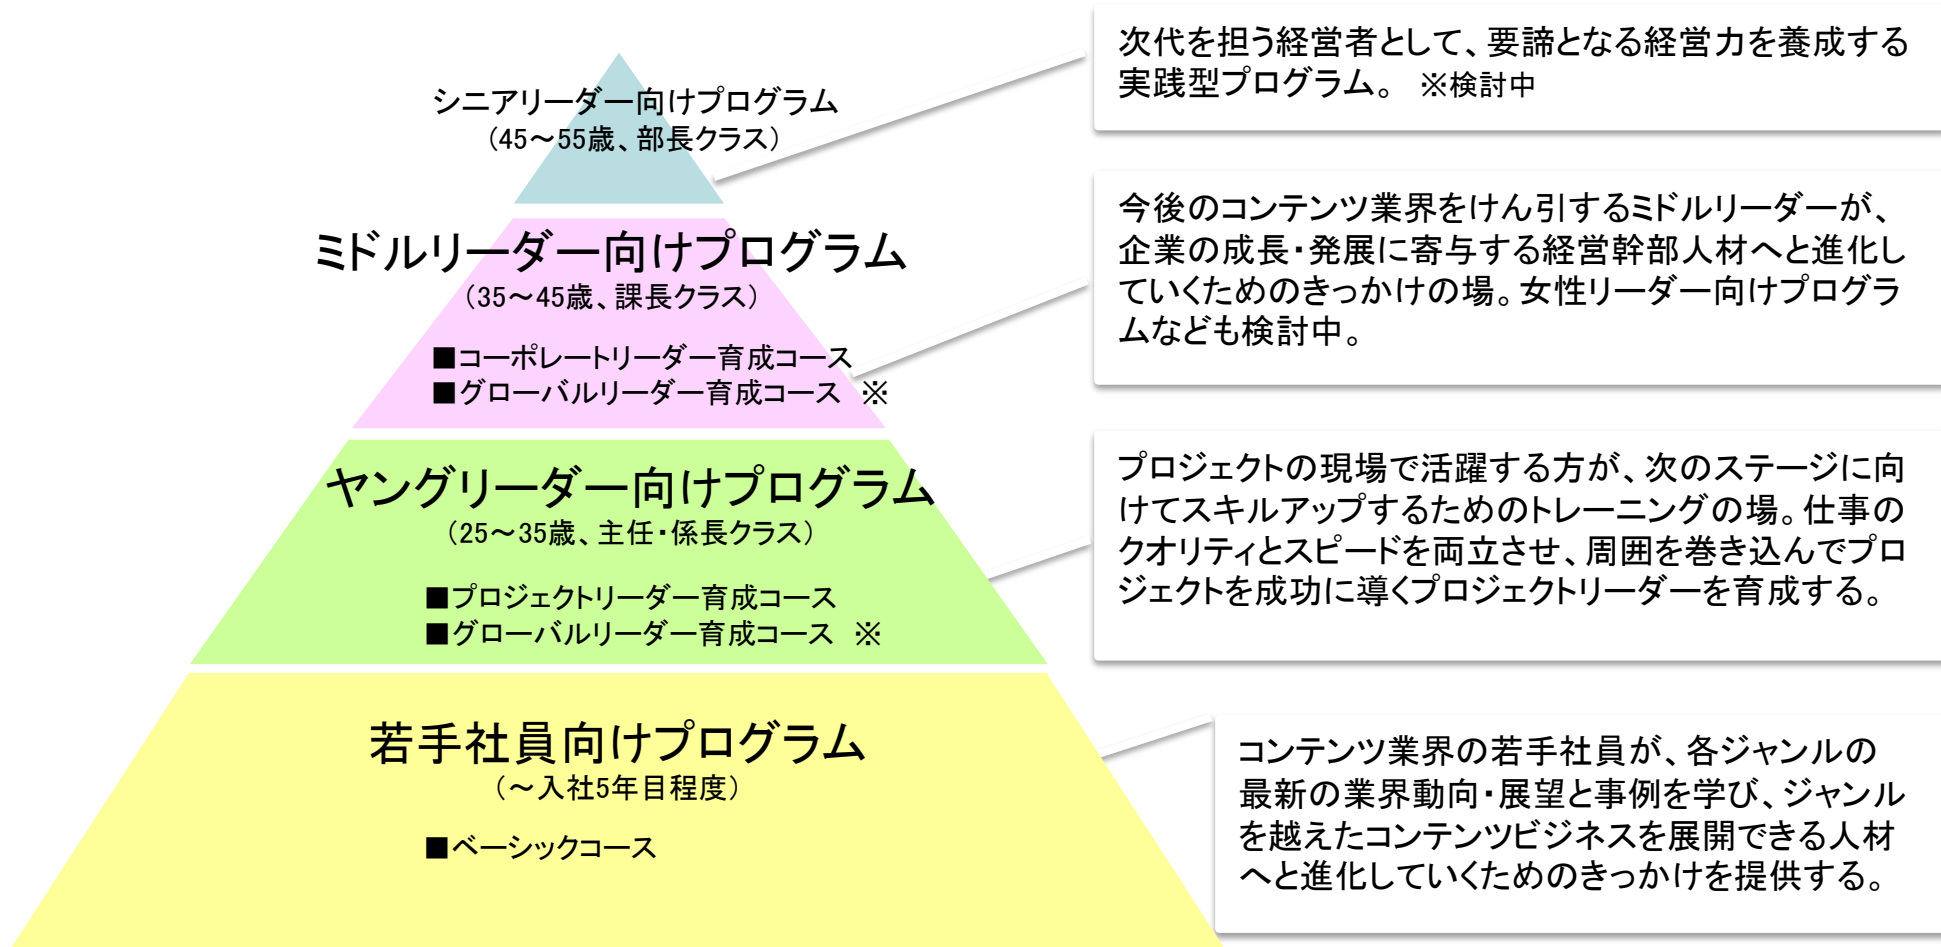 シニアリーダー向けプログラム
（45～55歳、部長クラス）
次代を担う経営者として、要諦となる経営力を養成する
実践型プログラム。 ※検討中
ミドルリーダー向けプログラム
（35～45歳、課長クラス）
■コーポレートリーダー育成コース
■グローバルリーダー育成コース ※
今後のコンテンツ業界をけん引するミドルリーダーが、
企業の成長・発展に寄与する経営幹部人材へと進化し
ていくためのきっかけの場。女性リーダー向けプログラ
ムなども検討中。
ヤングリーダー向けプログラム
（25～35歳、主任・係長クラス）
■プロジェクトリーダー育成コース
■グローバルリーダー育成コース ※
プロジェクトの現場で活躍する方が、次のステージに向
けてスキルアップするためのトレーニングの場。仕事の
クオリティとスピードを両立させ、周囲を巻き込んでプロ
ジェクトを成功に導くプロジェクトリーダーを育成する。
若手社員向けプログラム
（～入社5年目程度）
■ベーシックコース
コンテンツ業界の若手社員が、各ジャンルの
最新の業界動向・展望と事例を学び、ジャンル
を越えたコンテンツビジネスを展開できる人材
へと進化していくためのきっかけを提供する。